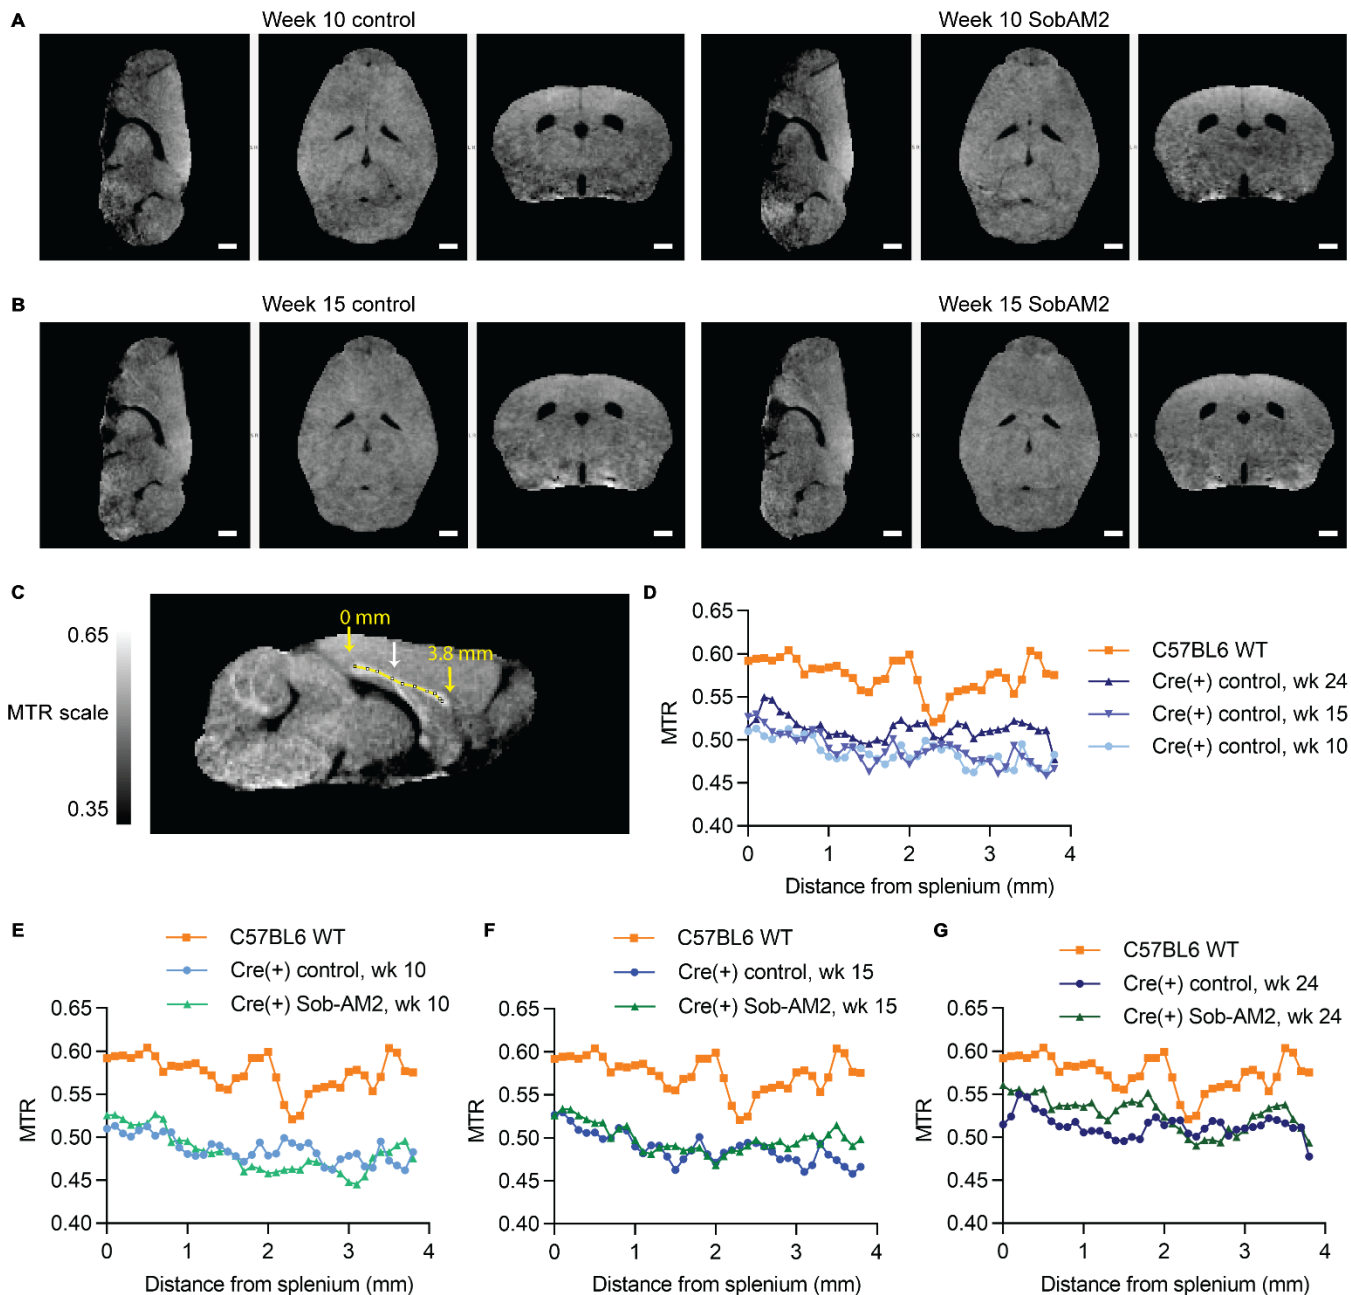 A
Week 10 control
Week 10 SobAM2
S R
L R
S R
L R
B
Week 15 control
Week 15 SobAM2
S R
L R
S R
L R
C
0.65
MTR scale
0.35
0 mm
3.8 mm
D
0.65
0.60
0.55
0.50
0.45
0.40
MTR
0
1
2
3
4
Distance from splenium (mm)
C57BL6 WT
Cre(+) control, wk 24
Cre(+) control, wk 15
Cre(+) control, wk 10
E
C57BL6 WT
Cre(+) control, wk 10
Cre(+) Sob-AM2, wk 10
0.65
0.60
0.55
0.50
0.45
0.40
MTR
0
1
2
3
4
Distance from splenium (mm)
F
C57BL6 WT
Cre(+) control, wk 15
Cre(+) Sob-AM2, wk 15
0.65
0.60
0.55
0.50
0.45
0.40
MTR
0
1
2
3
4
Distance from splenium (mm)
G
C57BL6 WT
Cre(+) control, wk 24
Cre(+) Sob-AM2, wk 24
0.65
0.60
0.55
0.50
0.45
0.40
MTR
0
1
2
3
4
Distance from splenium (mm)